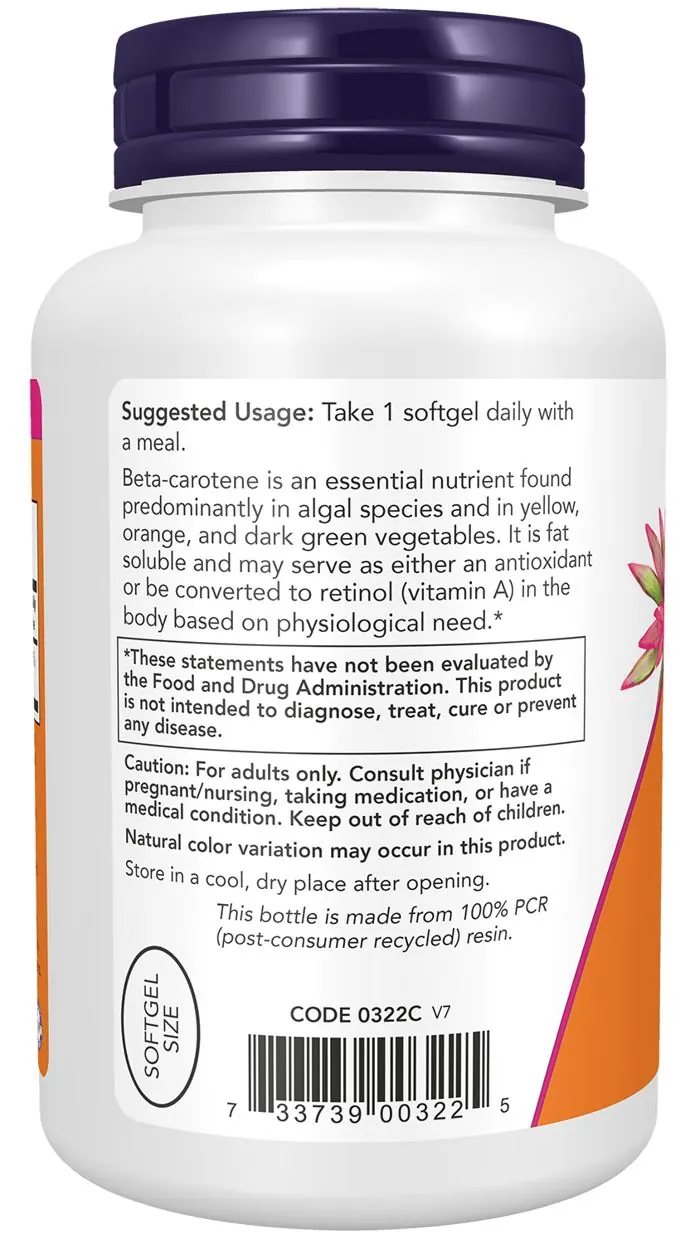 Suggested Usage: Take 1 softgel daily with
a meal.
Beta-carotene is an essential nutrient found
predominantly in algal species and in yellow,
orange, and dark green vegetables. It is fat
soluble and may serve as either an antioxidant
or be converted to retinol (vitamin A) in the
body based on physiological need.*
*These statements have not been evaluated by
the Food and Drug Administration. This product
is not intended to diagnose, treat, cure or prevent
any disease.
Caution: For adults only. Consult physician if
pregnant/nursing, taking medication, or have a
medical condition. Keep out of reach of children.
Natural color variation may occur in this product.
Store in a cool, dry place after opening.
This bottle is made from 100% PCR
(post-consumer recycled) resin.
SOFTGEL
SIZE
CODE 0322C V7
7 33739 00322 5